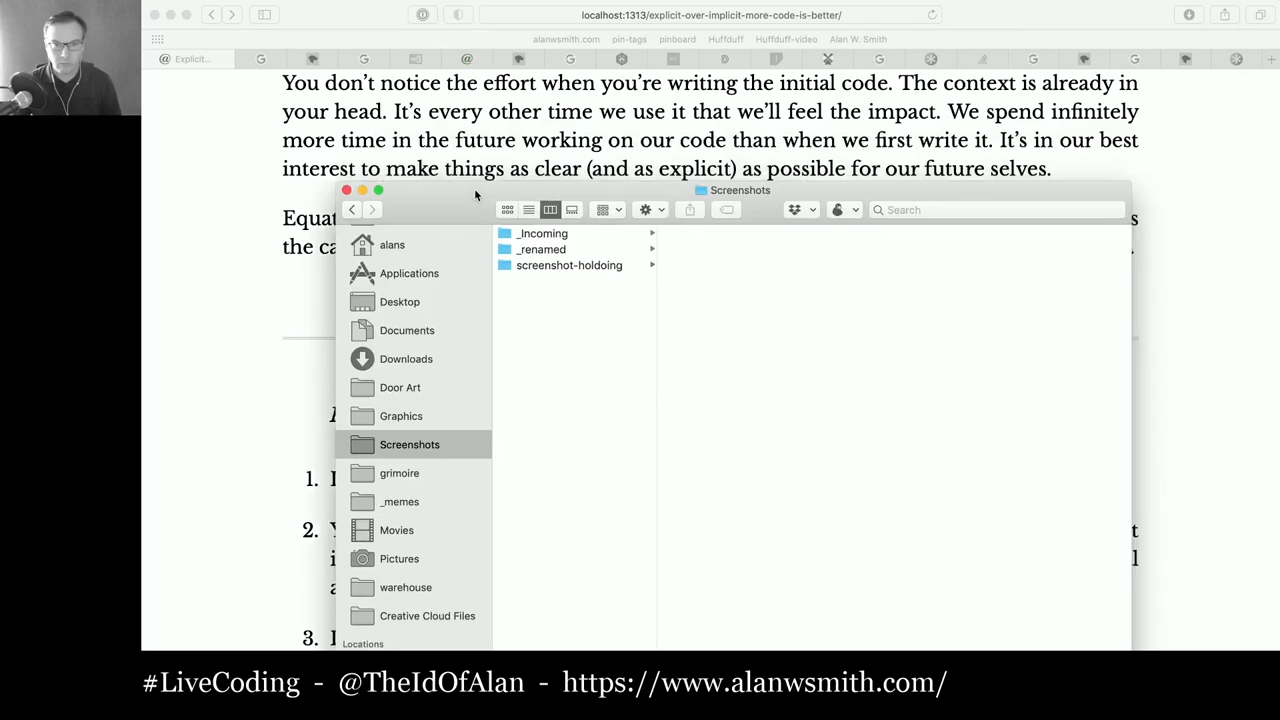 localhost:1313/explicit-over-implicit-more-code-is-better/
alanwsmith.com pin-tags pinboard Huffduff Huffduff-video Alan W. Smith
Explicit...
You don't notice the effort when you're writing the initial code. The context is already in
your head. It's every other time we use it that we'll feel the impact. We spend infinitely
more time in the future working on our code than when we first write it. It's in our best
interest to make things as clear (and as explicit) as possible for our future selves.
Screenshots
Search
Equat
the ca
alans
Applications
Desktop
Documents
Downloads
Door Art
Graphics
Screenshots
grimoire
_memes
Movies
Pictures
warehouse
Creative Cloud Files
Locations
_Incoming
_renamed
screenshot-holdoing
1.
2.
3.
#LiveCoding - @TheIdOfAlan - https://www.alanwsmith.com/